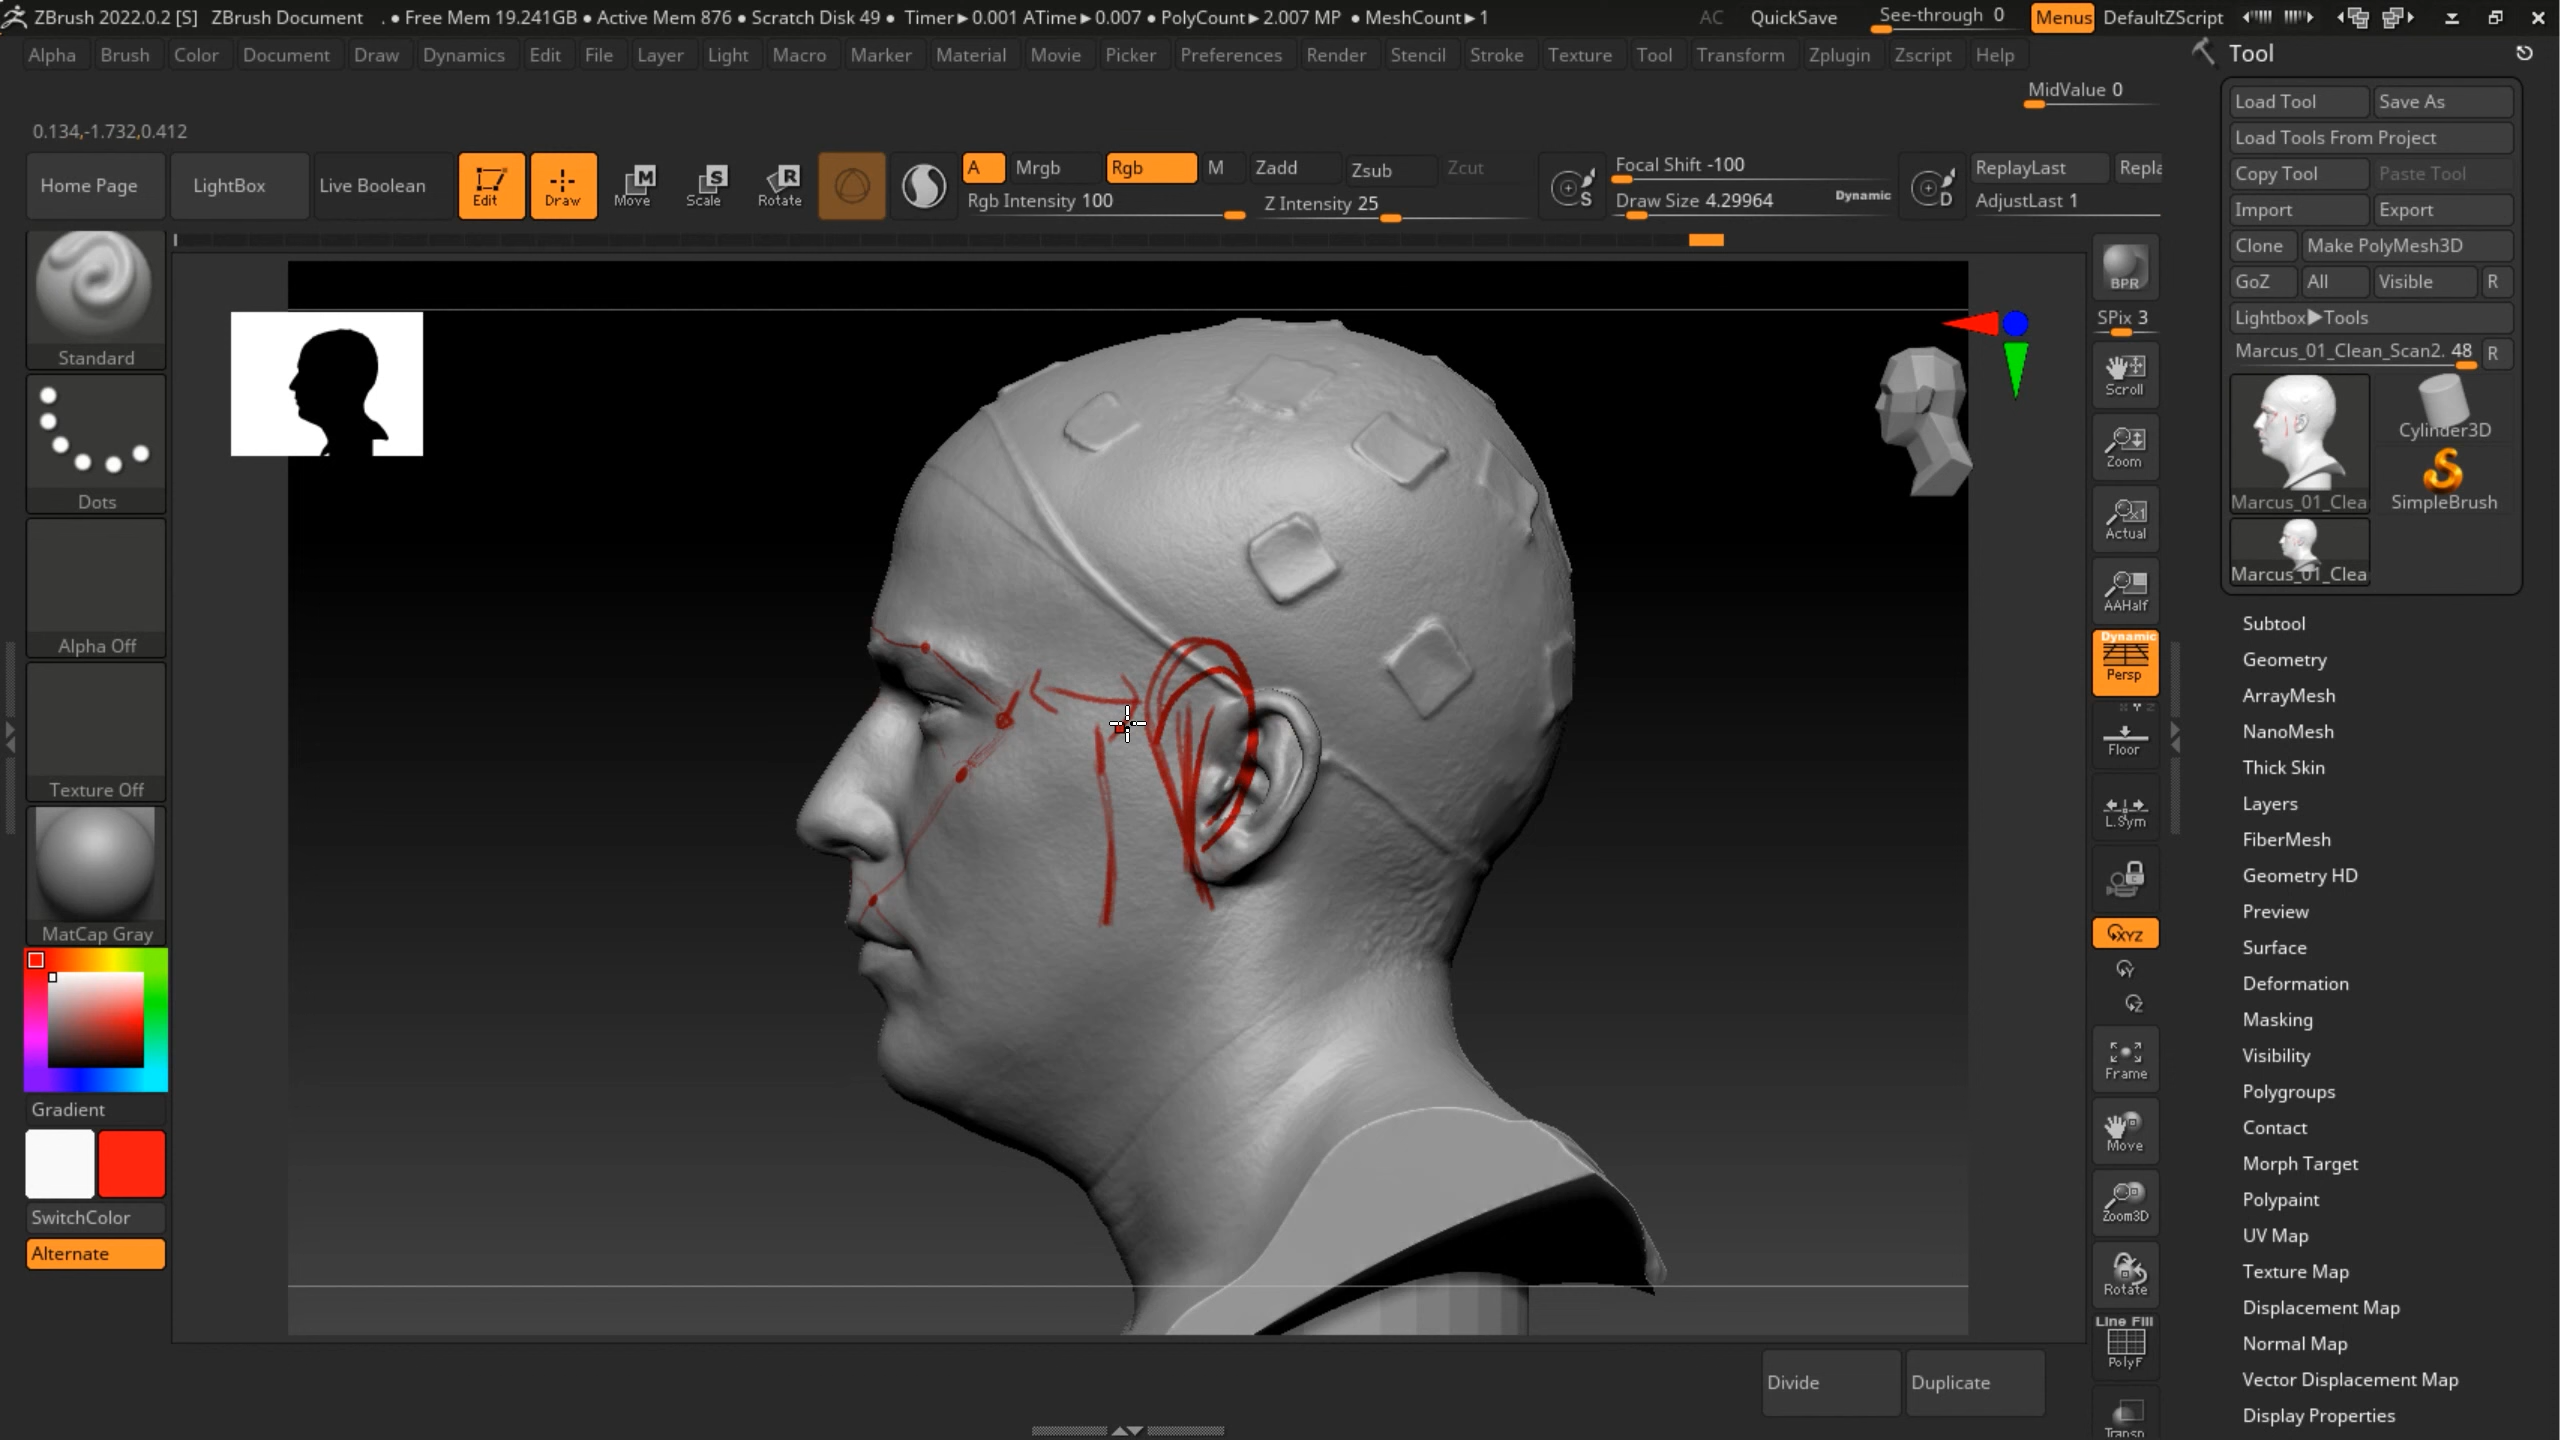 ZBrush 2022.0.2 [S] ZBrush Document . ● Free Mem 19.241GB ● Active Mem 876 ● Scratch Disk 49 ● Timer►0.001 ATime►0.007 ● PolyCount►2.007 MP ● MeshCount►1 AC QuickSave See-through 0 Menus DefaultZScript
Alpha Brush Color Document Draw Dynamics Edit File Layer Light Macro Marker Material Movie Picker Preferences Render Stencil Stroke Texture Tool Transform Zplugin Zscript Help
MidValue 0
0.134,-1.732,0.412
Home Page LightBox Live Boolean Edit Draw Move Scale Rotate
M S R
A Mrgb Rgb M Zadd Zsub Zcut
Rgb Intensity 100 Z Intensity 25
S Focal Shift -100
Draw Size 4.29964 Dynamic
D ReplayLast Repla
AdjustLast 1
Standard
Dots
Alpha Off
Texture Off
MatCap Gray
Gradient
SwitchColor
Alternate
BPR
SPix 3
Scroll
Zoom
Actual
AAHalf
Dynamic
Persp
Floor
L.Sym
XYZ
Y
Z
Frame
Move
Zoom3D
Rotate
Line Fill
PolyF
Transp
Divide Duplicate
Tool
Load Tool Save As
Load Tools From Project
Copy Tool Paste Tool
Import Export
Clone Make PolyMesh3D
GoZ All Visible R
Lightbox►Tools
Marcus_01_Clean_Scan2. 48 R
Cylinder3D
Marcus_01_Clea SimpleBrush
Marcus_01_Clea
Subtool
Geometry
ArrayMesh
NanoMesh
Thick Skin
Layers
FiberMesh
Geometry HD
Preview
Surface
Deformation
Masking
Visibility
Polygroups
Contact
Morph Target
Polypaint
UV Map
Texture Map
Displacement Map
Normal Map
Vector Displacement Map
Display Properties